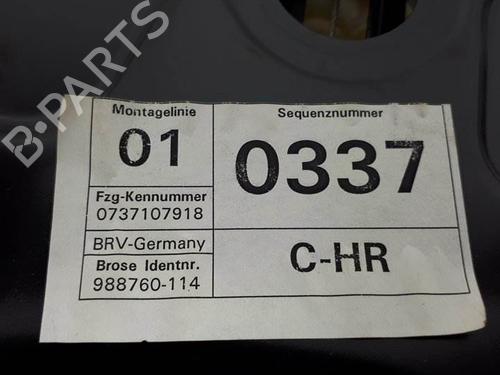 B-PARTS
Montagelinie
01
Sequenznummer
0337
Fzg-Kennummer
0737107918
BRV-Germany
Brose Identnr.
988760-114
C-HR